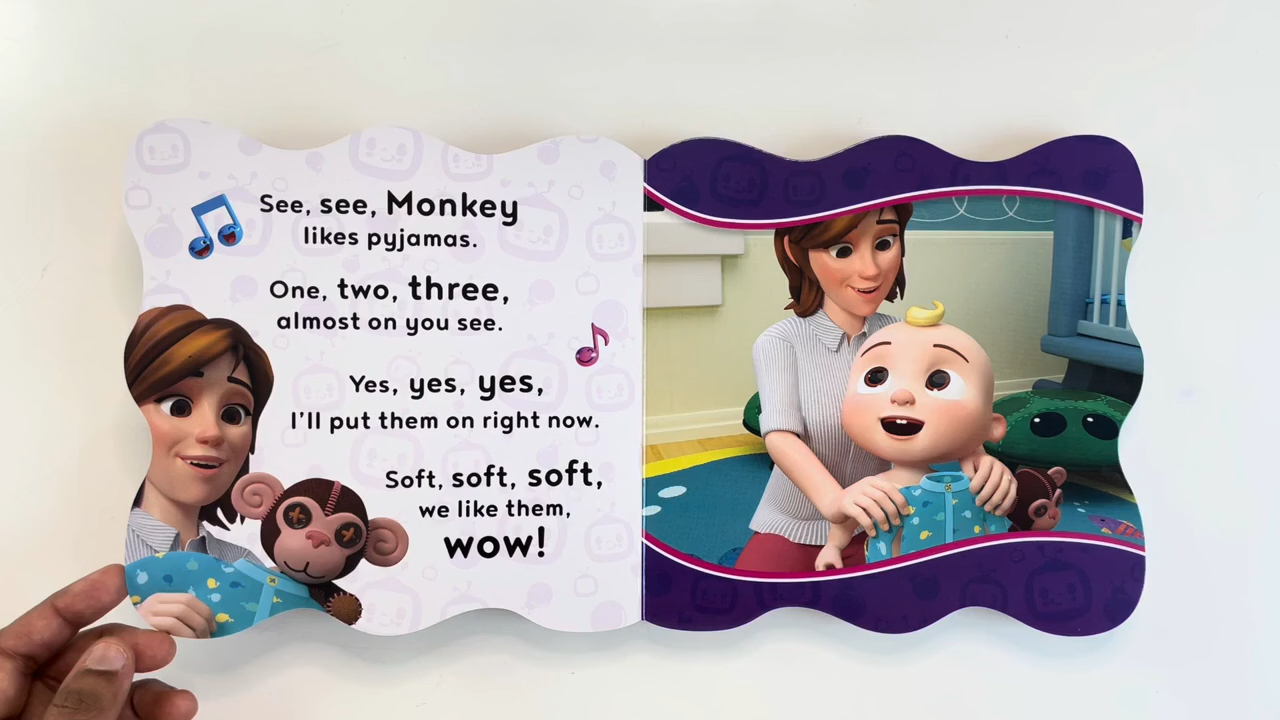 See, see, Monkey
likes pyjamas.
One, two, three,
almost on you see.
Yes, yes, yes,
I'll put them on right now.
Soft, soft, soft,
we like them,
wow!